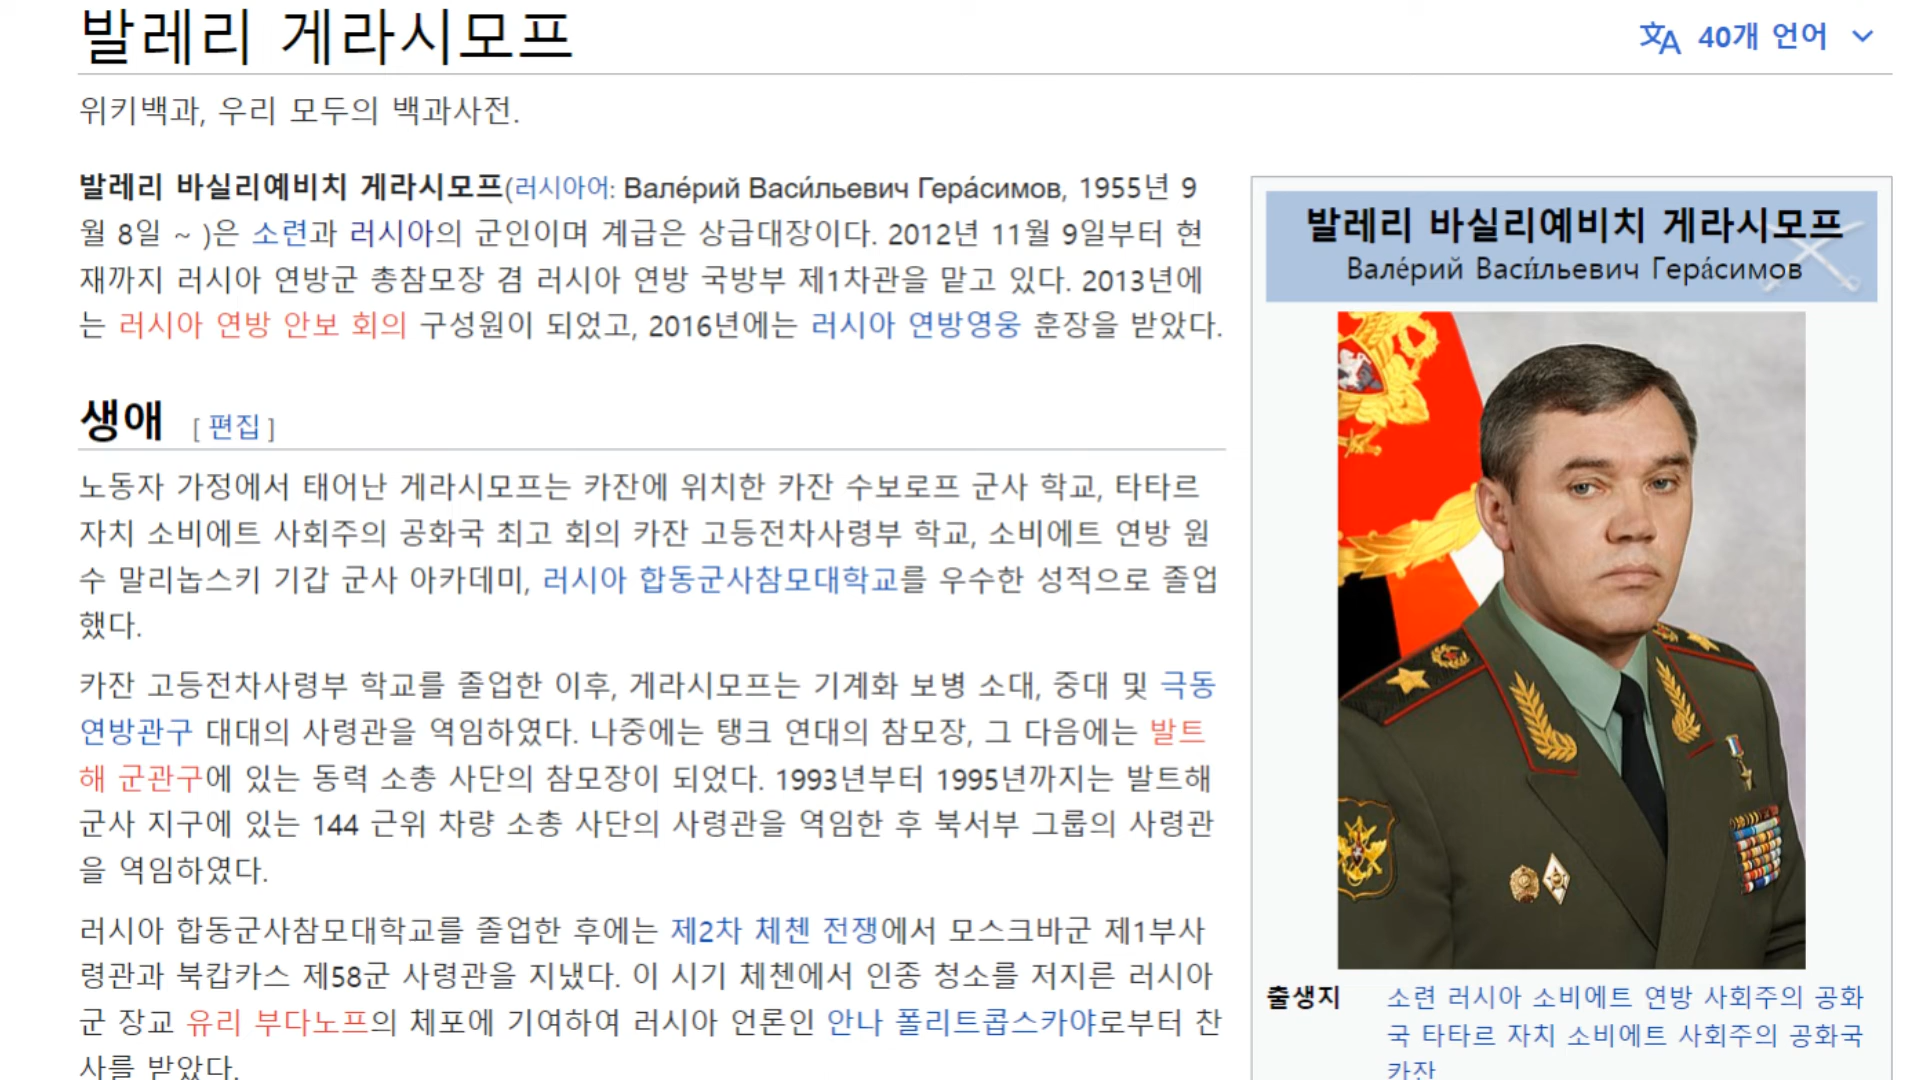 발레리 게라시모프
40개 언어
위키백과, 우리 모두의 백과사전.
발레리 바실리예비치 게라시모프(러시아어: Вале́рий Васи́льевич Гера́симов, 1955년 9
월 8일 ~ )은 소련과 러시아의 군인이며 계급은 상급대장이다. 2012년 11월 9일부터 현
재까지 러시아 연방군 총참모장 겸 러시아 연방 국방부 제1차관을 맡고 있다. 2013년에
는 러시아 연방 안보 회의 구성원이 되었고, 2016년에는 러시아 연방영웅 훈장을 받았다.
생애 [ 편집 ]
노동자 가정에서 태어난 게라시모프는 카잔에 위치한 카잔 수보로프 군사 학교, 타타르
자치 소비에트 사회주의 공화국 최고 회의 카잔 고등전차사령부 학교, 소비에트 연방 원
수 말리놉스키 기갑 군사 아카데미, 러시아 합동군사참모대학교를 우수한 성적으로 졸업
했다.
카잔 고등전차사령부 학교를 졸업한 이후, 게라시모프는 기계화 보병 소대, 중대 및 극동
연방관구 대대의 사령관을 역임하였다. 나중에는 탱크 연대의 참모장, 그 다음에는 발트
해 군관구에 있는 동력 소총 사단의 참모장이 되었다. 1993년부터 1995년까지는 발트해
군사 지구에 있는 144 근위 차량 소총 사단의 사령관을 역임한 후 북서부 그룹의 사령관
을 역임하였다.
러시아 합동군사참모대학교를 졸업한 후에는 제2차 체첸 전쟁에서 모스크바군 제1부사
령관과 북캅카스 제58군 사령관을 지냈다. 이 시기 체첸에서 인종 청소를 저지른 러시아
군 장교 유리 부다노프의 체포에 기여하여 러시아 언론인 안나 폴리트콥스카야로부터 찬
사를 받았다.
발레리 바실리예비치 게라시모프
Вале́рий Васи́льевич Гера́симов
출생지 소련 러시아 소비에트 연방 사회주의 공화
국 타타르 자치 소비에트 사회주의 공화국
카잔